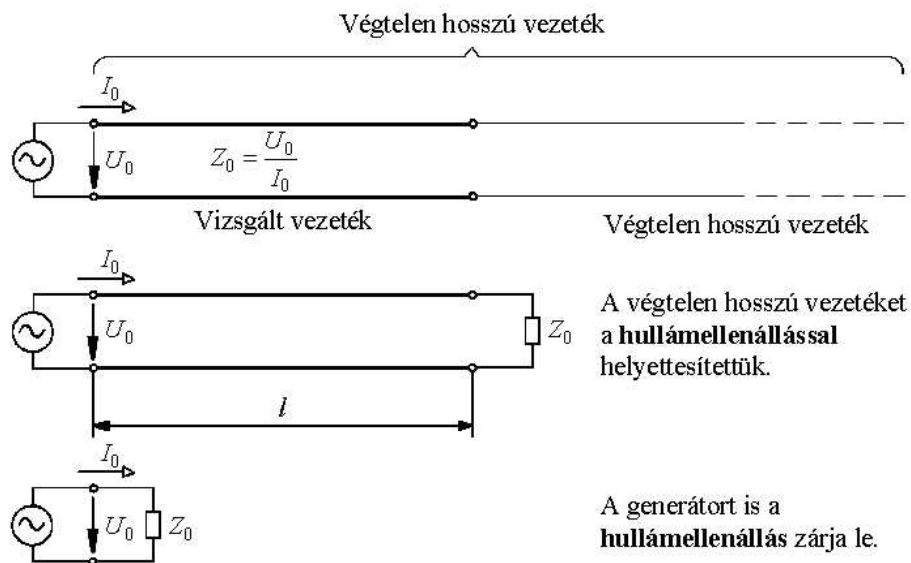 Végtelen hosszú vezeték
I₀
U₀
Z₀ = U₀ / I₀
Vizsgált vezeték
Végtelen hosszú vezeték
I₀
U₀
Z₀
A végtelen hosszú vezetéket
a hullámellenállással
helyettesítettük.
l
I₀
U₀
Z₀
A generátort is a
hullámellenállás zárja le.